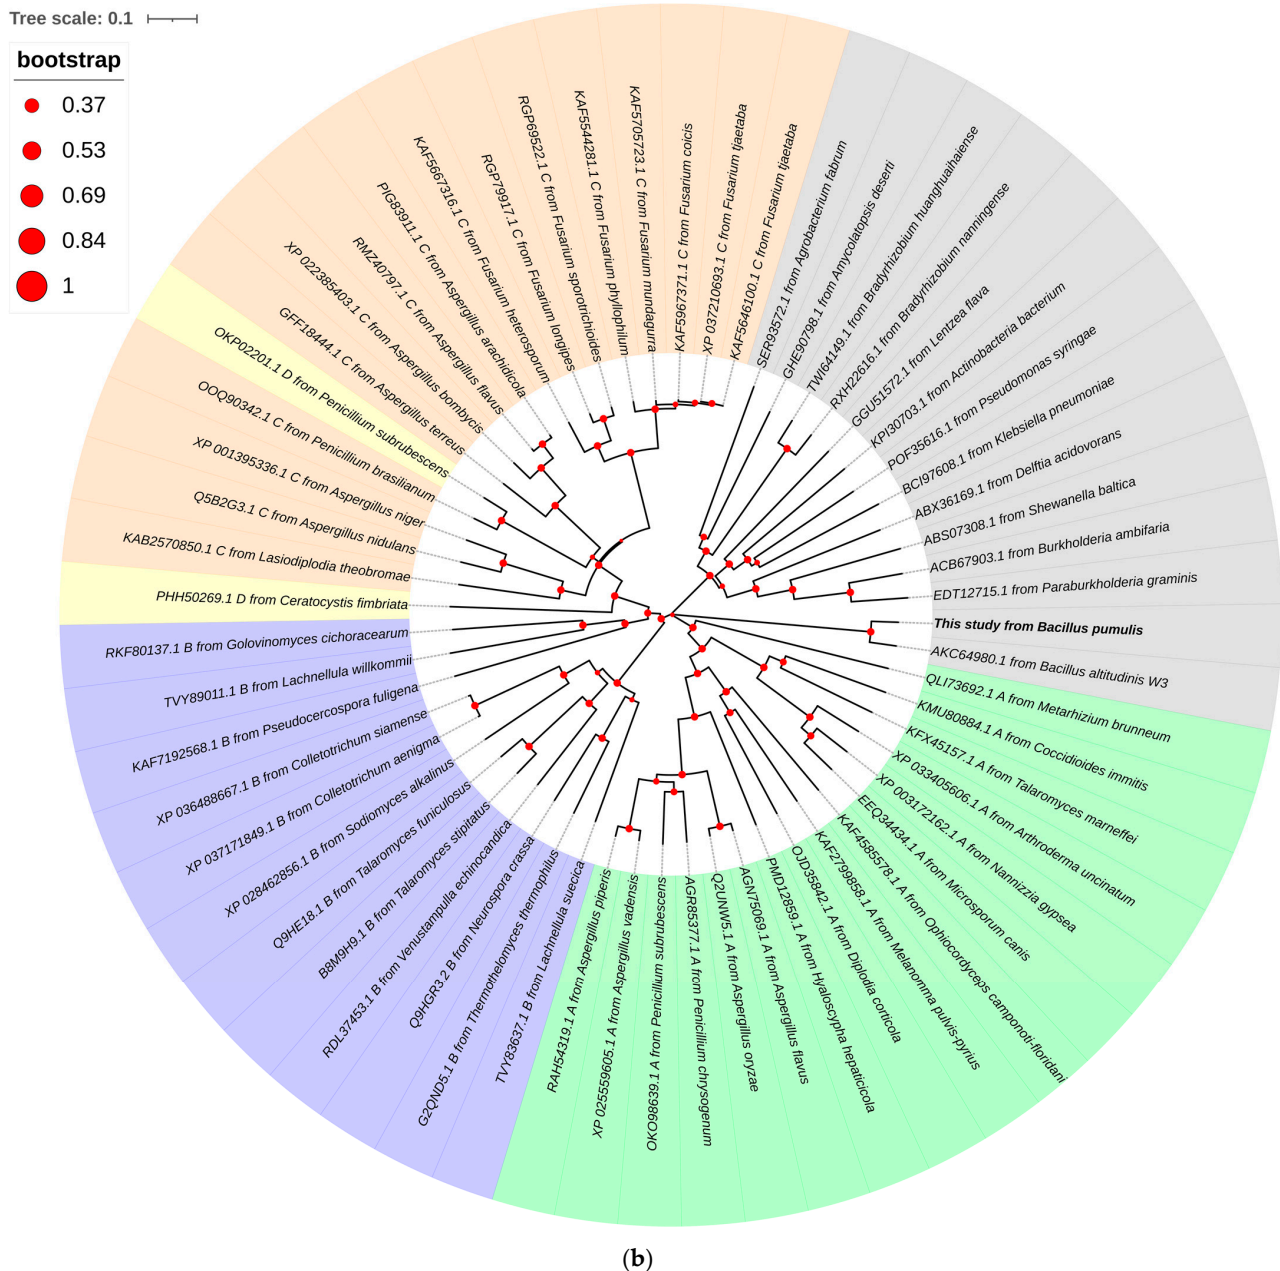 Tree scale: 0.1
bootstrap
0.37
0.53
0.69
0.84
1
SER93572.1 from Agrobacterium fabrum
GHE90798.1 from Amycolatopsis deserti
TWI64149.1 from Bradyrhizobium huanghuaihaiense
RXH22616.1 from Bradyrhizobium nanningense
GGU51572.1 from Lentzea flava
KPI30703.1 from Actinobacteria bacterium
POF35616.1 from Pseudomonas syringae
BCI97608.1 from Klebsiella pneumoniae
ABX36169.1 from Delftia acidovorans
ABS07308.1 from Shewanella baltica
ACB67903.1 from Burkholderia ambifaria
EDT12715.1 from Paraburkholderia graminis
This study from Bacillus pumulis
AKC64980.1 from Bacillus altitudinis W3
QLI73692.1 A from Metarhizium brunneum
KMU80884.1 A from Coccidioides immitis
KFX45157.1 A from Talaromyces marneffei
XP 033405606.1 A from Arthroderma uncinatum
XP 003172162.1 A from Nannizzia gypsea
EEQ34434.1 A from Microsporum canis
KAF4585578.1 A from Ophiocordyceps camponoti-floridani
KAF2799858.1 A from Melanomma pulvis-pyrius
OJD35842.1 A from Diplodia corticola
PMD12859.1 A from Hyaloscypha hepaticicola
AGN75069.1 A from Aspergillus flavus
Q2UNW5.1 A from Aspergillus oryzae
AGR85377.1 A from Penicillium chrysogenum
OKO98639.1 A from Penicillium subrubescens
XP 025559605.1 A from Aspergillus vadensis
RAH54319.1 A from Aspergillus piperis
TVY83637.1 B from Lachnellula suecica
G2QND5.1 B from Thermothelomyces thermophilus
Q9HGR3.2 B from Neurospora crassa
RDL37453.1 B from Venustampulla echinocandica
B8M9H9.1 B from Talaromyces stipitatus
Q9HE18.1 B from Talaromyces funiculosus
XP 028462856.1 B from Sodiomyces alkalinus
XP 037171849.1 B from Colletotrichum aenigma
XP 036488667.1 B from Colletotrichum siamense
KAF7192568.1 B from Pseudocercospora fuligena
TVY89011.1 B from Lachnellula willkommii
RKF80137.1 B from Golovinomyces cichoracearum
PHH50269.1 D from Ceratocystis fimbriata
KAB2570850.1 C from Lasiodiplodia theobromae
Q5B2G3.1 C from Aspergillus nidulans
XP 001395336.1 C from Aspergillus niger
OOQ90342.1 C from Penicillium brasilianum
OKP02201.1 D from Penicillium subrubescens
GFF18444.1 C from Aspergillus terreus
XP 022385403.1 C from Aspergillus bombycis
RMZ40797.1 C from Aspergillus flavus
PIG83911.1 C from Aspergillus arachidicola
KAF5667316.1 C from Fusarium heterosporum
RGP79917.1 C from Fusarium longipes
RGP69522.1 C from Fusarium sporotrichioides
KAF5544281.1 C from Fusarium phyllophilum
KAF5705723.1 C from Fusarium mundagurra
KAF5967371.1 C from Fusarium coicis
XP 037210693.1 C from Fusarium tjaetaba
KAF5646100.1 C from Fusarium tjaetaba
(b)